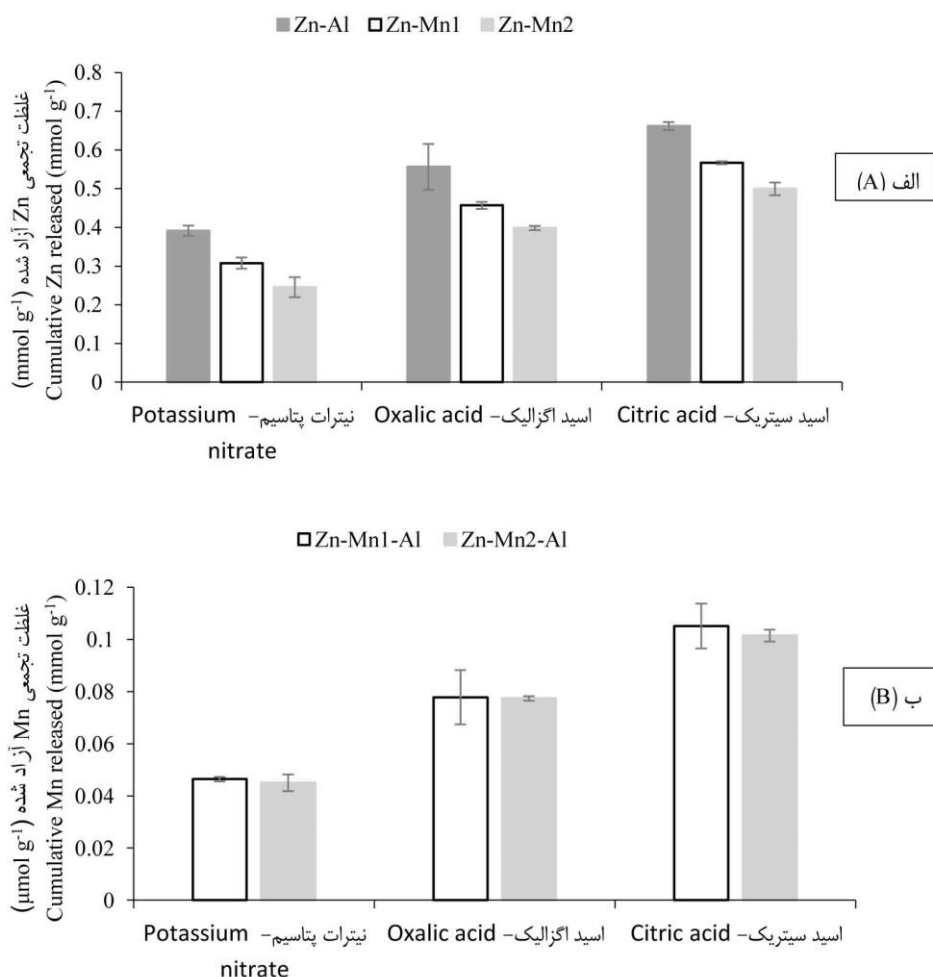 Zn-Al Zn-Mn1 Zn-Mn2
غلظت تجمعی Zn آزاد شده (mmol g⁻¹)
Cumulative Zn released (mmol g⁻¹)
0.8
0.7
0.6
0.5
0.4
0.3
0.2
0.1
0
الف (A)
Potassium nitrate –نیترات پتاسیم
Oxalic acid –اسید اگزالیک
Citric acid –اسید سیتریک
Zn-Mn1-Al Zn-Mn2-Al
غلظت تجمعی Mn آزاد شده (μmol g⁻¹)
Cumulative Mn released (mmol g⁻¹)
0.12
0.1
0.08
0.06
0.04
0.02
0
ب (B)
Potassium nitrate –نیترات پتاسیم
Oxalic acid –اسید اگزالیک
Citric acid –اسید سیتریک